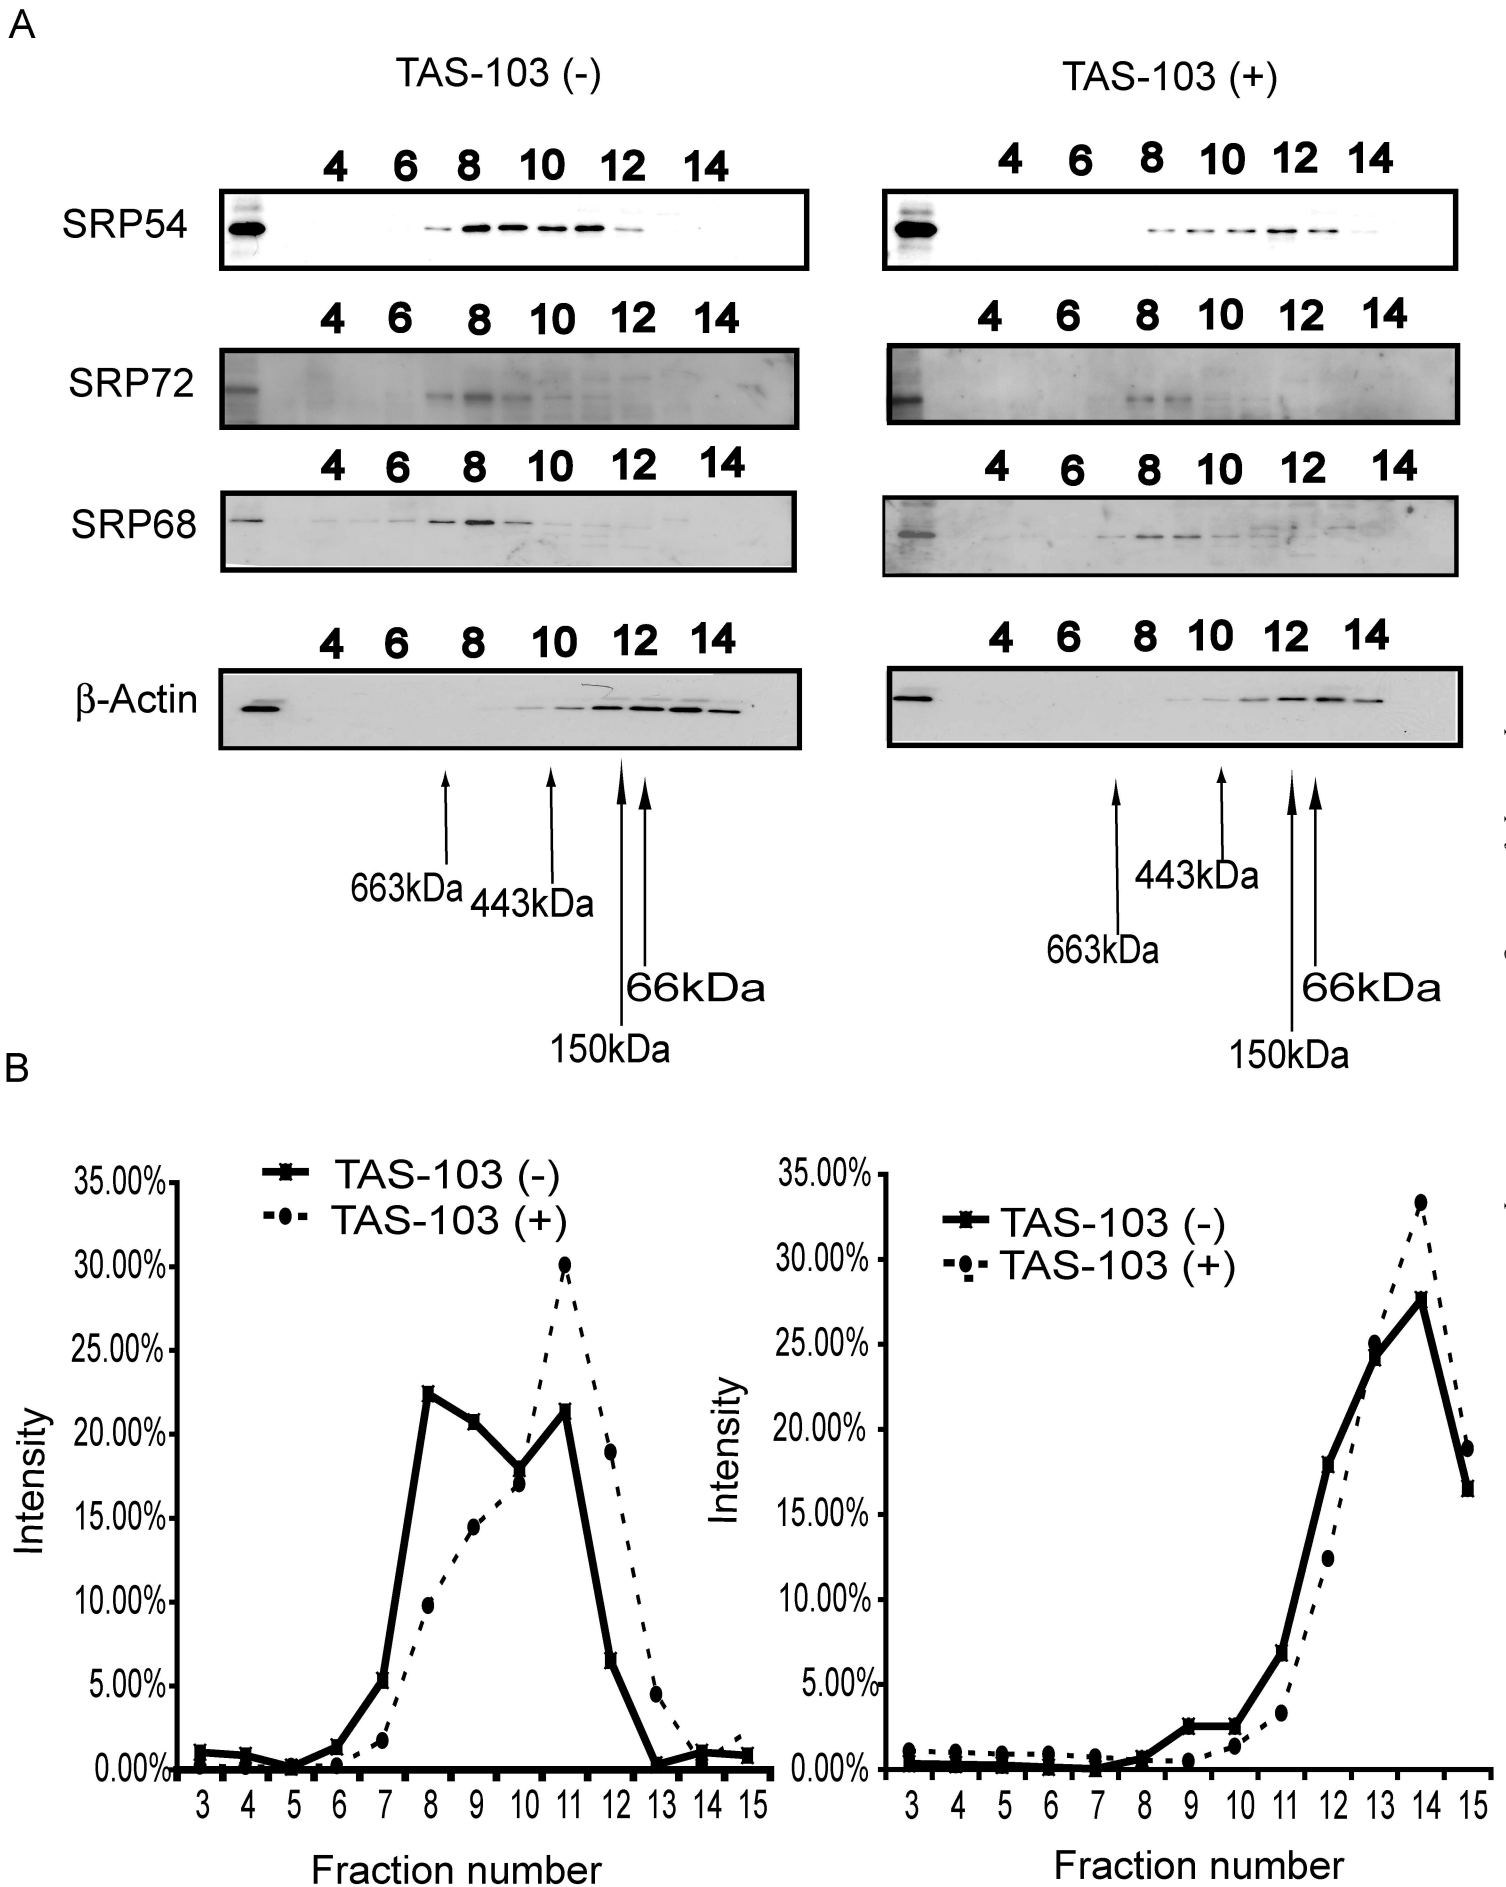 A
TAS-103 (-)
TAS-103 (+)
4 6 8 10 12 14
4 6 8 10 12 14
SRP54
4 6 8 10 12 14
4 6 8 10 12 14
SRP72
4 6 8 10 12 14
4 6 8 10 12 14
SRP68
4 6 8 10 12 14
4 6 8 10 12 14
β-Actin
663kDa
443kDa
66kDa
150kDa
443kDa
663kDa
66kDa
150kDa
B
TAS-103 (-)
TAS-103 (+)
35.00%
30.00%
25.00%
20.00%
15.00%
10.00%
5.00%
0.00%
Intensity
3 4 5 6 7 8 9 10 11 12 13 14 15
Fraction number
TAS-103 (-)
TAS-103 (+)
35.00%
30.00%
25.00%
20.00%
15.00%
10.00%
5.00%
0.00%
Intensity
3 4 5 6 7 8 9 10 11 12 13 14 15
Fraction number